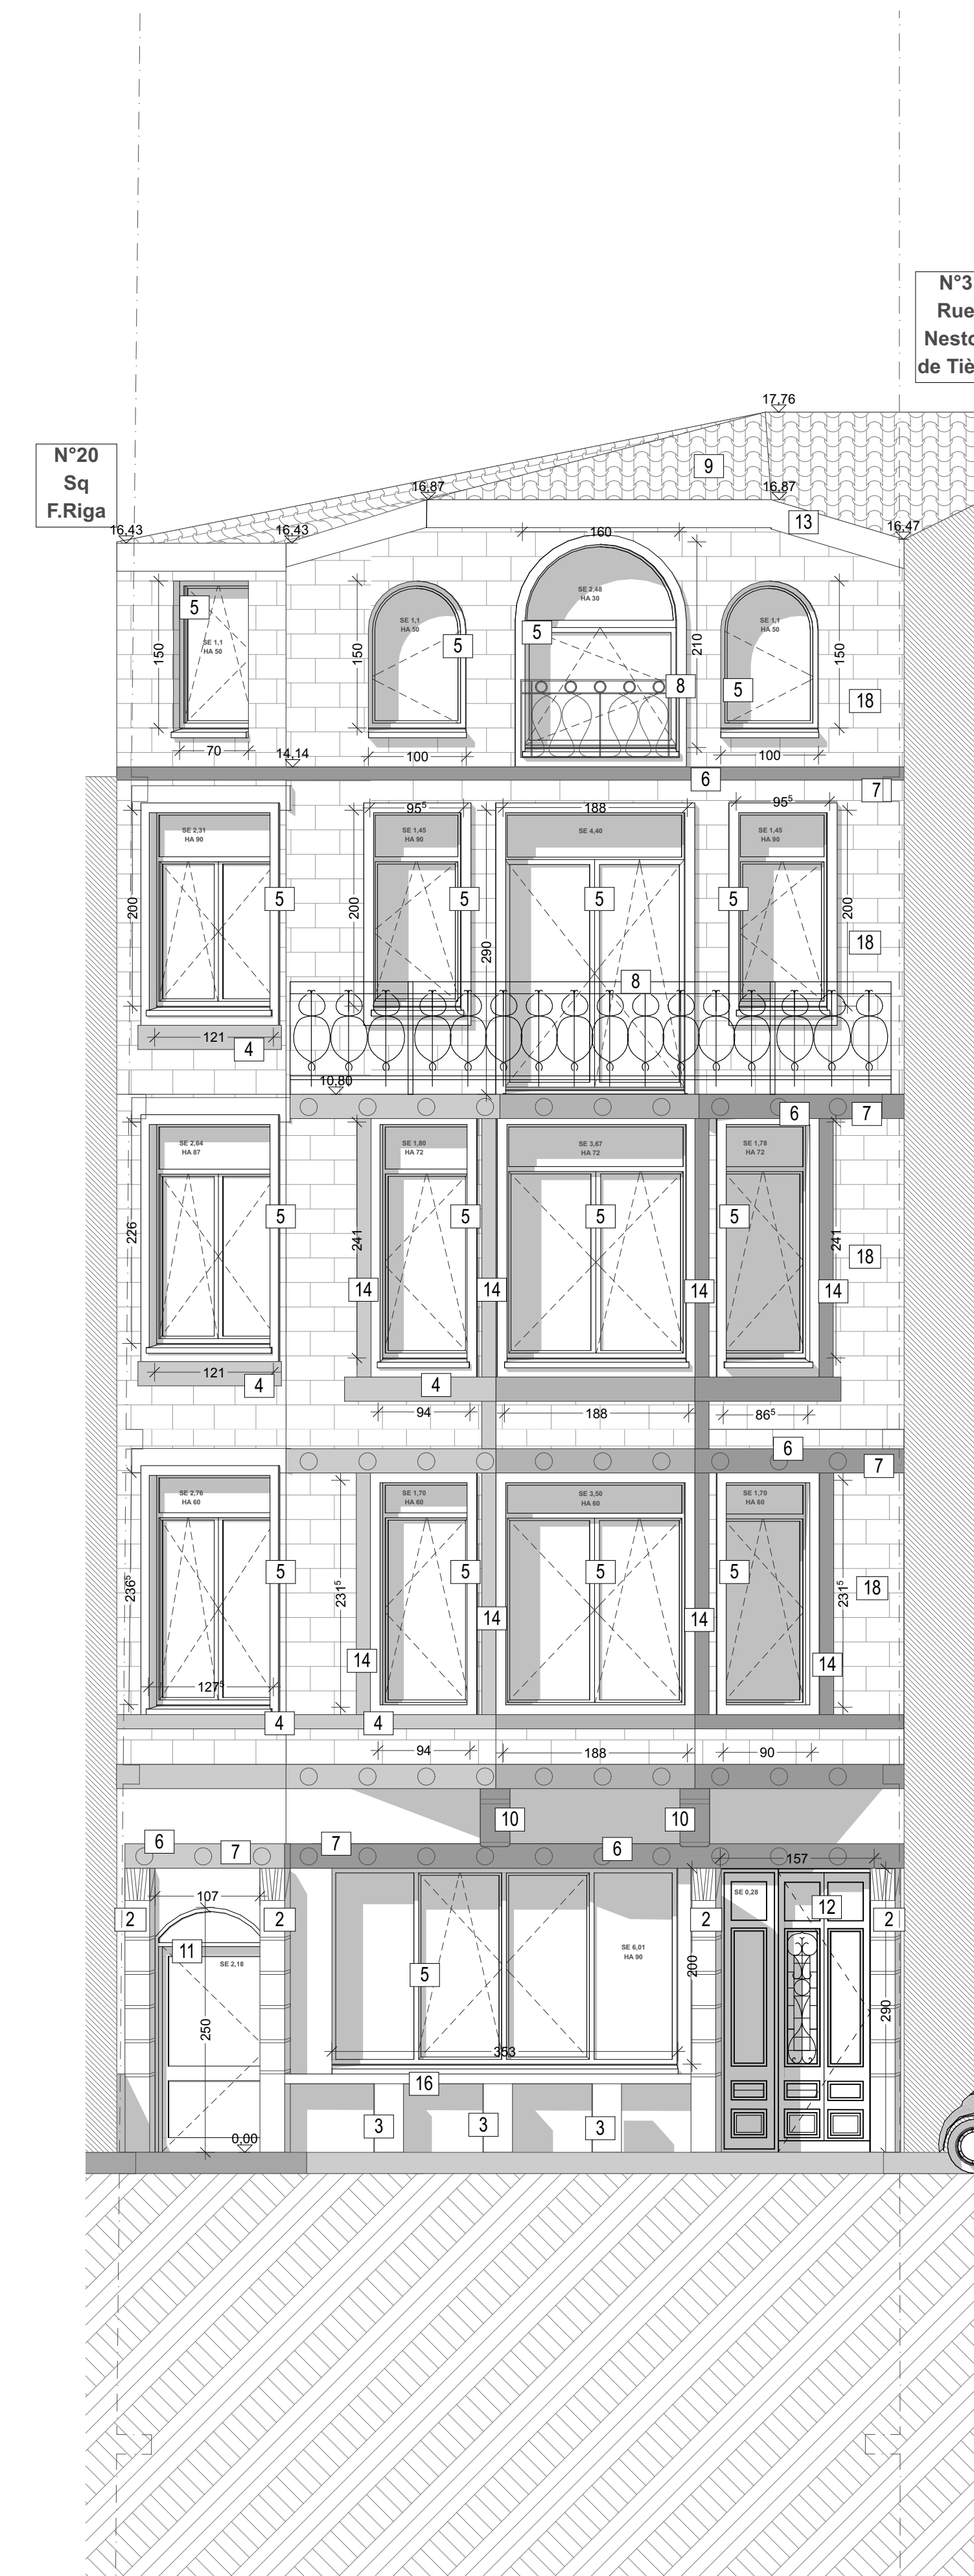 N°3
Rue
Nesto
de Tiè
17,76
N°20
Sq
F.Riga
9
16,87
16,87
13
16,43
16,43
160
16,47
SE 2,48
HA 30
5
SE 1,1
HA 50
SE 1,1
HA 50
SE 1,1
HA 50
5
5
150
150
210
150
8
5
18
70
14,14
100
100
6
7
95⁵
188
95⁵
SE 2,31
HA 90
SE 1,45
HA 90
SE 4,40
SE 1,45
HA 90
5
5
5
5
200
200
290
200
18
8
121
4
10,80
6
7
SE 2,64
HA 87
SE 1,80
HA 72
SE 3,67
HA 72
SE 1,78
HA 72
5
5
5
5
226
241
241
18
14
14
14
14
121
4
4
94
188
86⁵
6
7
SE 2,76
HA 60
SE 1,70
HA 60
SE 3,50
HA 60
SE 1,70
HA 60
5
5
5
5
236⁵
231⁵
231⁵
18
14
14
14
14
127⁵
4
4
94
188
90
10
10
6
7
7
6
157
107
SE 0,28
12
2
2
2
2
11
SE 2,18
SE 6,01
HA 90
5
200
250
290
353
16
3
3
3
0,00